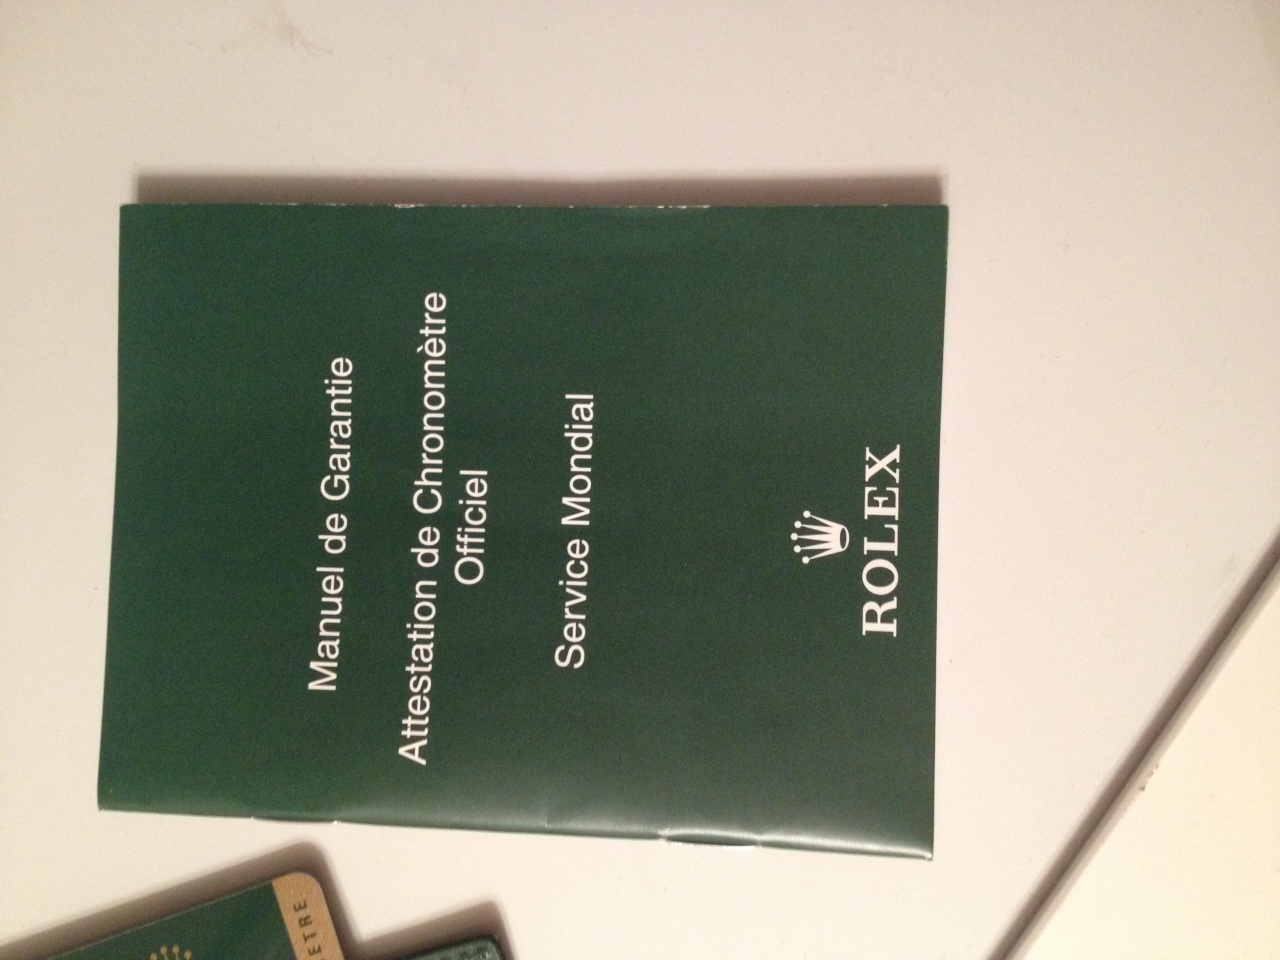 Manuel de Garantie
Attestation de Chronomètre
Officiel
Service Mondial
ROLEX